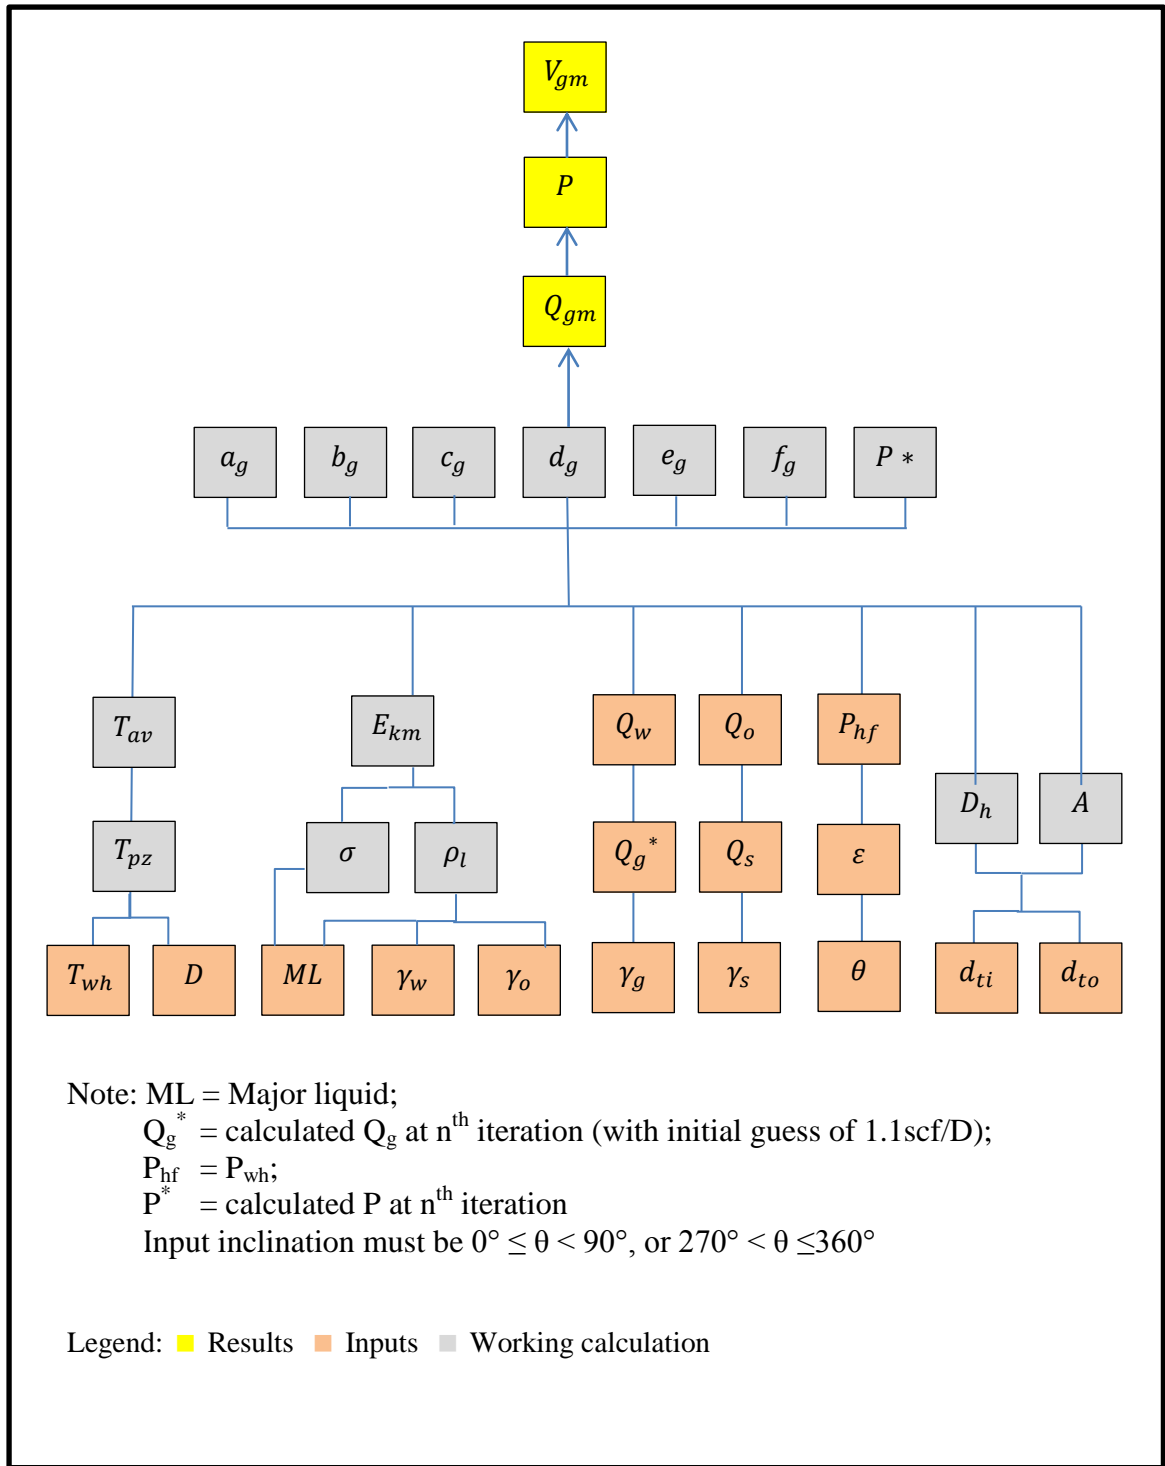 V_gm
P
Q_gm
a_g b_g c_g d_g e_g f_g P *
T_av E_km Q_w Q_o P_hf
D_h A
T_pz σ ρ_l Q_g* Q_s ε
T_wh D ML γ_w γ_o γ_g γ_s θ d_ti d_to
Note: ML = Major liquid;
Q_g^* = calculated Q_g at n^th iteration (with initial guess of 1.1scf/D);
P_hf = P_wh;
P^* = calculated P at n^th iteration
Input inclination must be 0° ≤ θ < 90°, or 270° < θ ≤360°
Legend: Results Inputs Working calculation